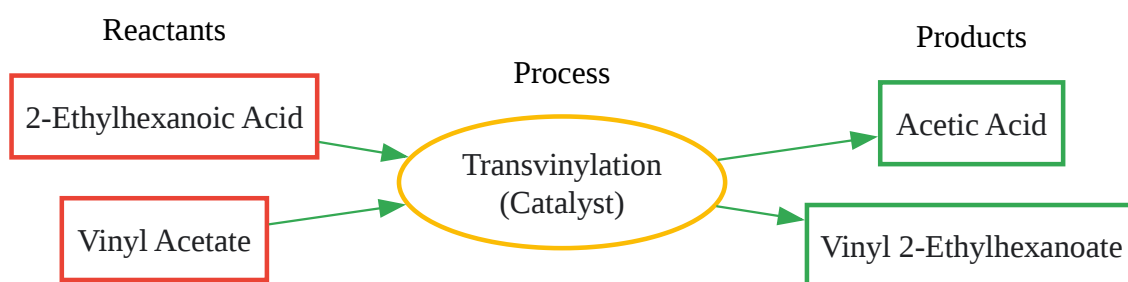 Reactants
2-Ethylhexanoic Acid
Vinyl Acetate
Process
Transvinylation
(Catalyst)
Products
Acetic Acid
Vinyl 2-Ethylhexanoate